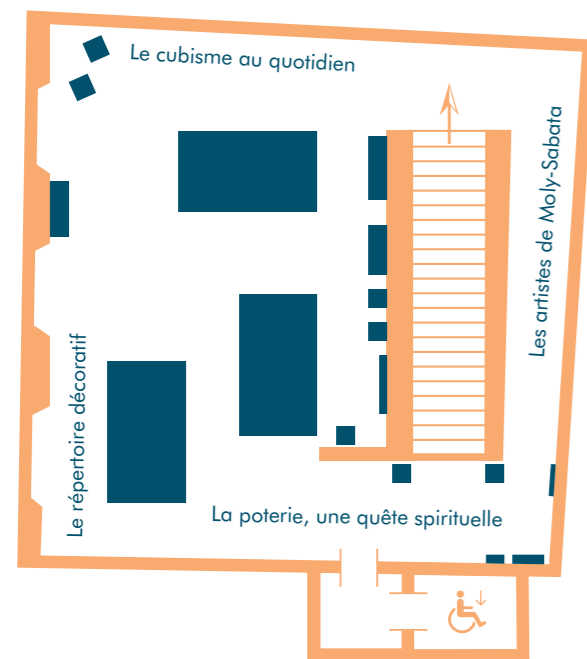 Le cubisme au quotidien
Les artistes de Moly-Sabata
Le répertoire décoratif
La poterie, une quête spirituelle